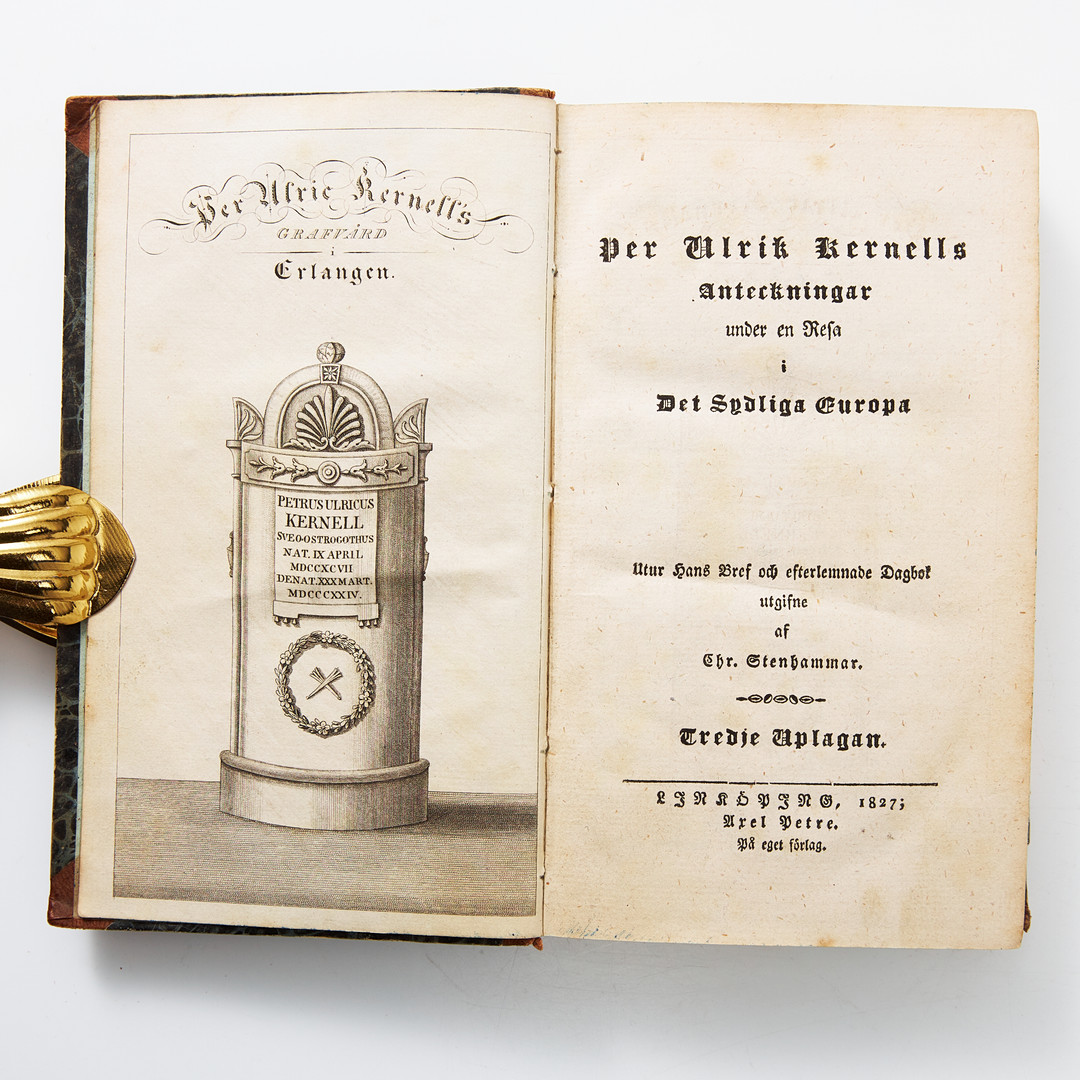 Per Ulric Kernell's
GRAFVÅRD
i
Erlangen.
PETRUS ULRICUS
KERNELL
SVEO-OSTROGOTHUS
NAT. IX APRIL
MDCCXCVII
DENAT. XXX MART.
MDCCCXXIV.
Per Ulrik Kernells
Anteckningar
under en Resa
i
Det Sydliga Europa
Utur Hans Bref och efterlemnade Dagbok
utgifne
af
Chr. Stenhammar.
Tredje Uplagan.
LINKÖPING, 1827;
Axel Petre.
På eget förlag.